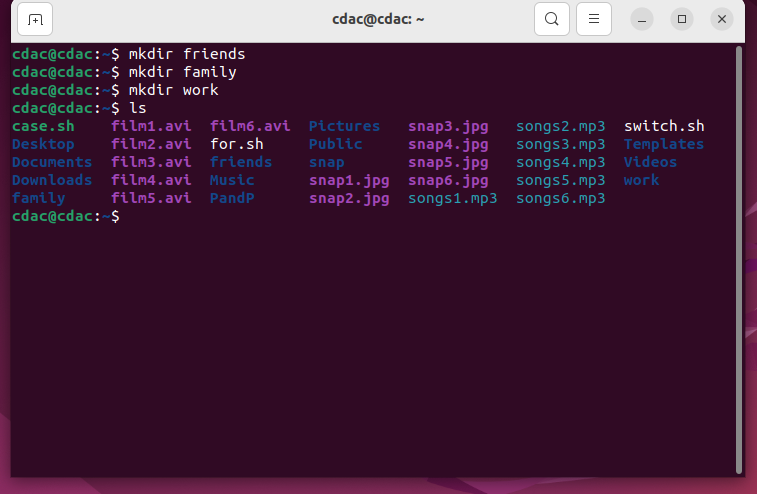 cdac@cdac: ~
cdac@cdac:~$ mkdir friends
cdac@cdac:~$ mkdir family
cdac@cdac:~$ mkdir work
cdac@cdac:~$ ls
case.sh film1.avi film6.avi Pictures snap3.jpg songs2.mp3 switch.sh
Desktop film2.avi for.sh Public snap4.jpg songs3.mp3 Templates
Documents film3.avi friends snap snap5.jpg songs4.mp3 Videos
Downloads film4.avi Music snap1.jpg snap6.jpg songs5.mp3 work
family film5.avi PandP snap2.jpg songs1.mp3 songs6.mp3
cdac@cdac:~$